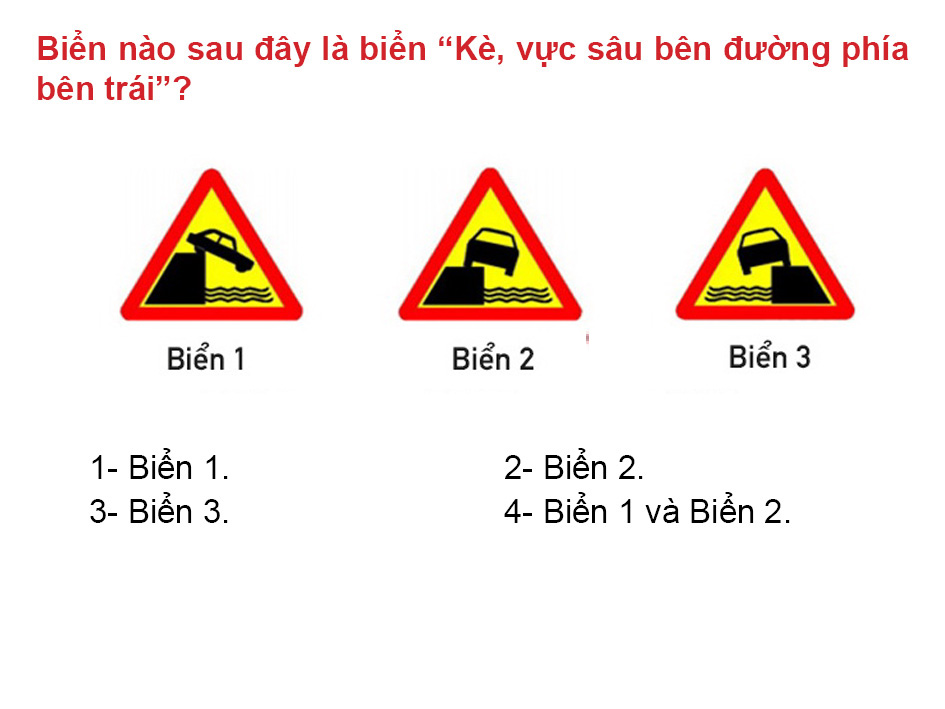 Biển nào sau đây là biển “Kè, vực sâu bên đường phía
bên trái”?
Biển 1
Biển 2
Biển 3
1- Biển 1.
2- Biển 2.
3- Biển 3.
4- Biển 1 và Biển 2.